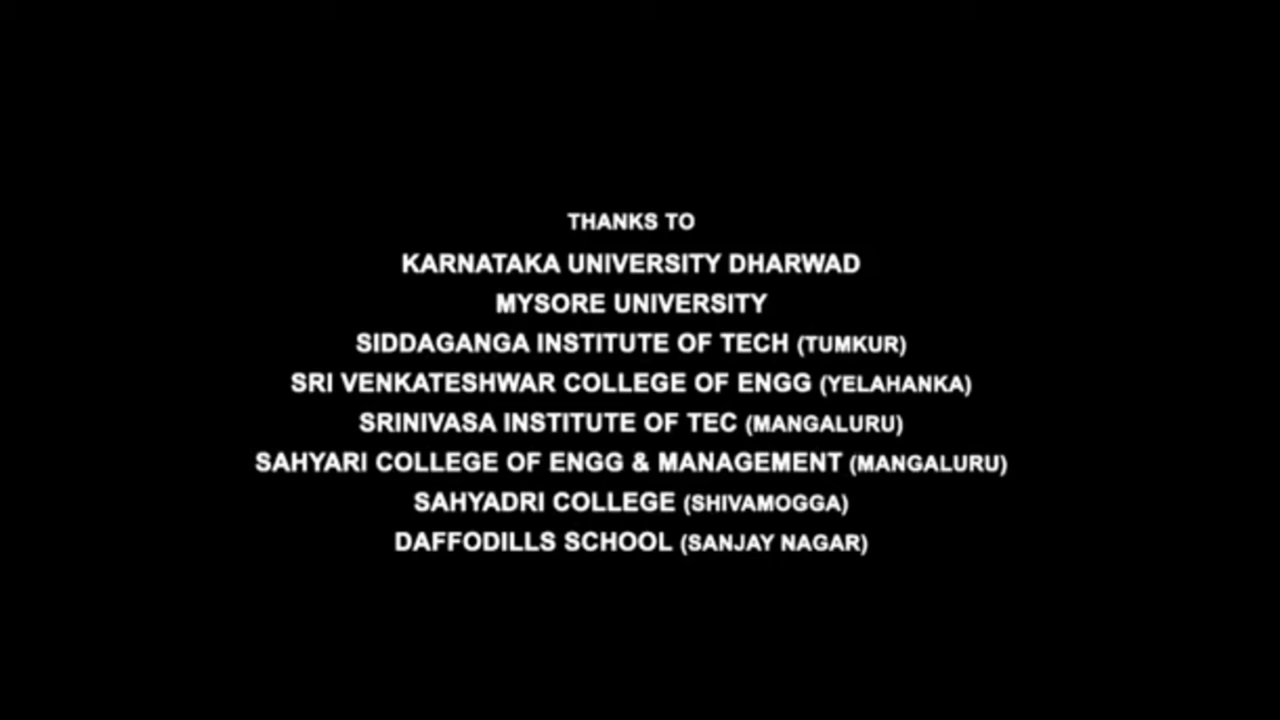 THANKS TO
KARNATAKA UNIVERSITY DHARWAD
MYSORE UNIVERSITY
SIDDAGANGA INSTITUTE OF TECH (TUMKUR)
SRI VENKATESHWAR COLLEGE OF ENGG (YELAHANKA)
SRINIVASA INSTITUTE OF TEC (MANGALURU)
SAHYARI COLLEGE OF ENGG & MANAGEMENT (MANGALURU)
SAHYADRI COLLEGE (SHIVAMOGGA)
DAFFODILLS SCHOOL (SANJAY NAGAR)